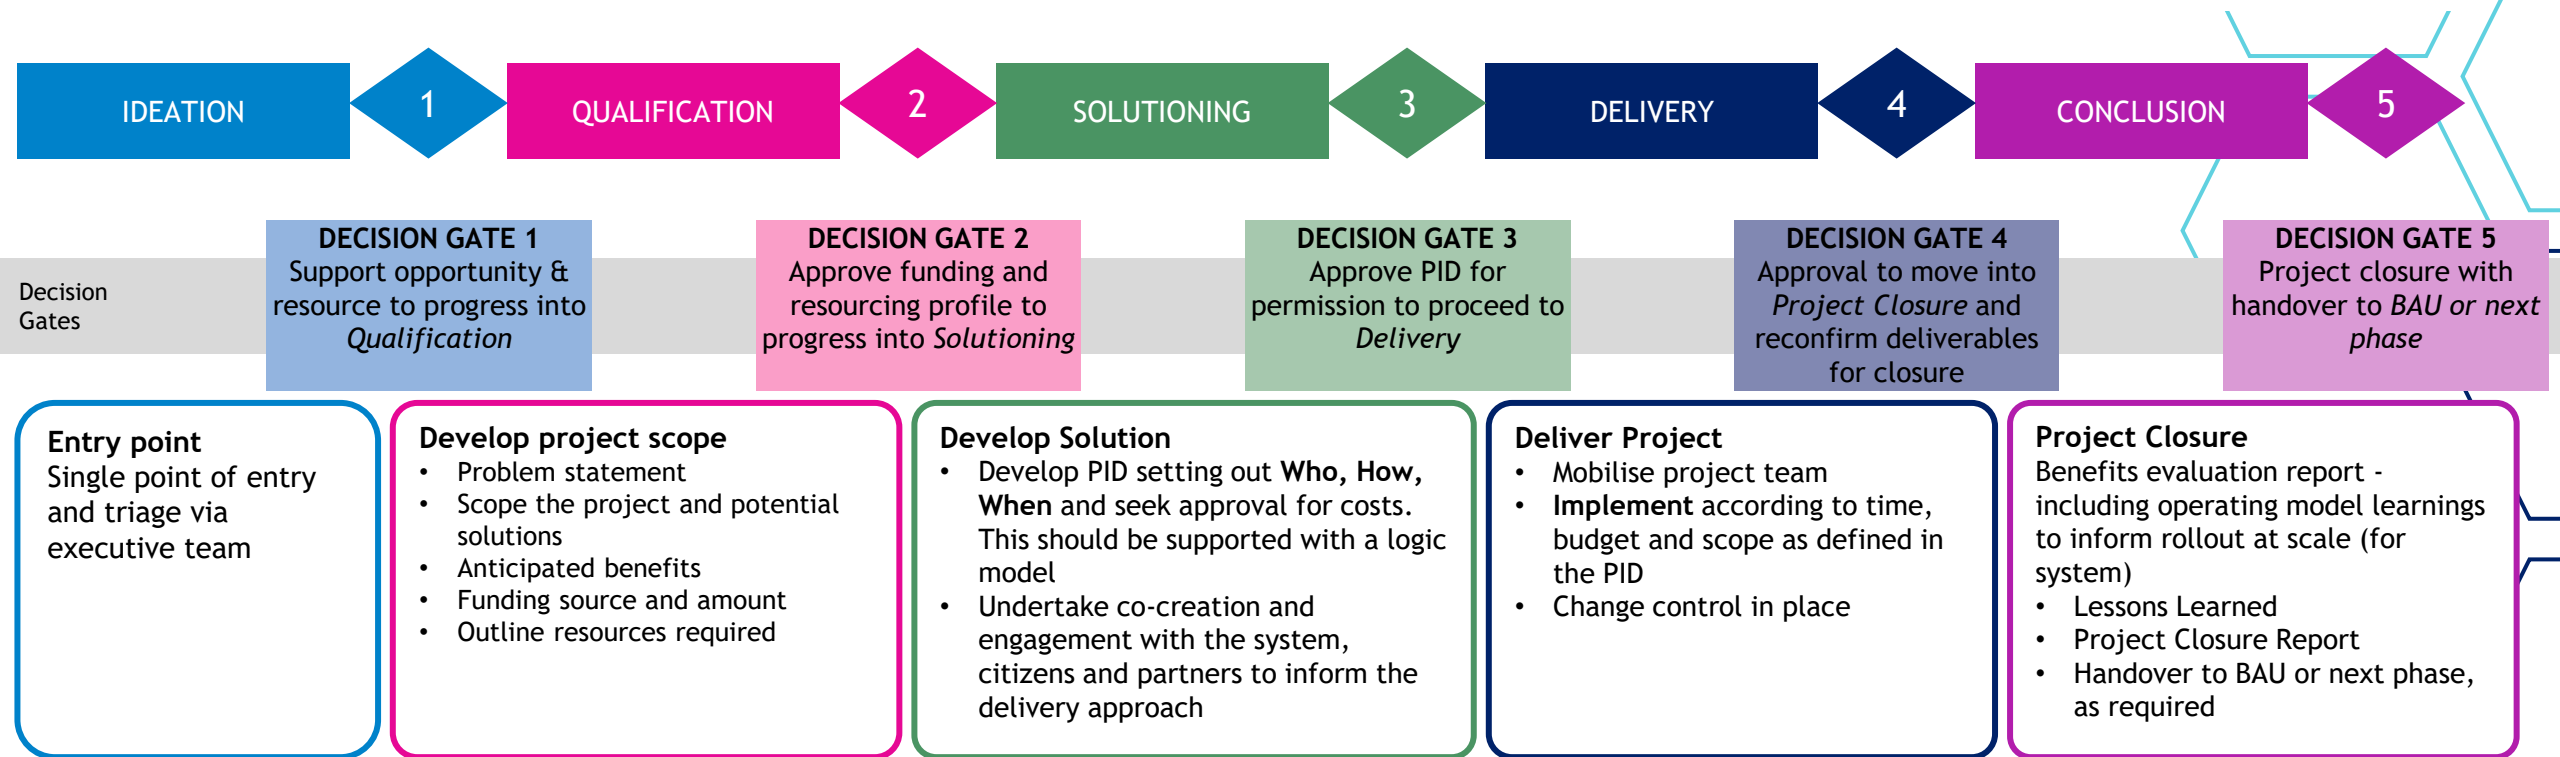 IDEATION
1
QUALIFICATION
2
SOLUTIONING
3
DELIVERY
4
CONCLUSION
5
Decision
Gates
DECISION GATE 1
Support opportunity &
resource to progress into
Qualification
DECISION GATE 2
Approve funding and
resourcing profile to
progress into Solutioning
DECISION GATE 3
Approve PID for
permission to proceed to
Delivery
DECISION GATE 4
Approval to move into
Project Closure and
reconfirm deliverables
for closure
DECISION GATE 5
Project closure with
handover to BAU or next
phase
Entry point
Single point of entry
and triage via
executive team
Develop project scope
• Problem statement
• Scope the project and potential
solutions
• Anticipated benefits
• Funding source and amount
• Outline resources required
Develop Solution
• Develop PID setting out Who, How,
When and seek approval for costs.
This should be supported with a logic
model
• Undertake co-creation and
engagement with the system,
citizens and partners to inform the
delivery approach
Deliver Project
• Mobilise project team
• Implement according to time,
budget and scope as defined in
the PID
• Change control in place
Project Closure
Benefits evaluation report -
including operating model learnings
to inform rollout at scale (for
system)
• Lessons Learned
• Project Closure Report
• Handover to BAU or next phase,
as required